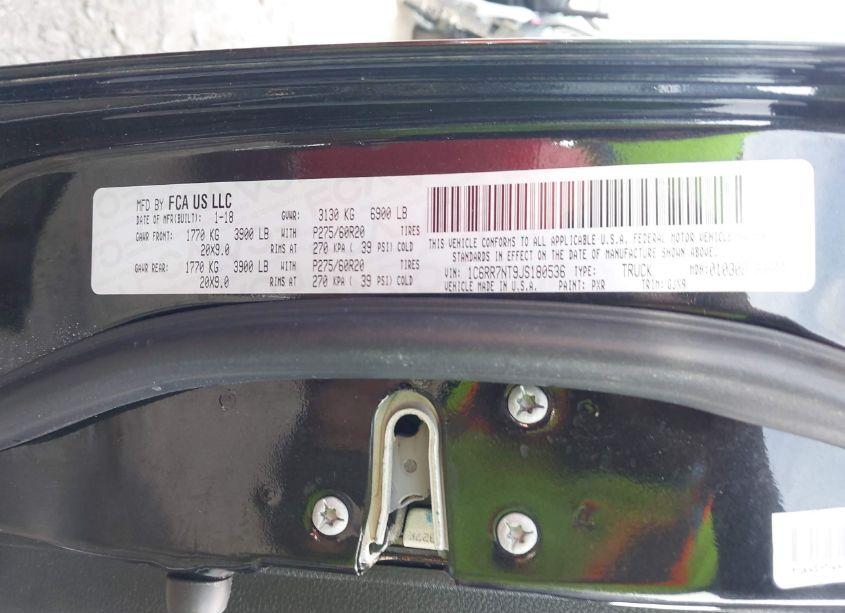 MFD BY FCA US LLC
DATE OF MFR(BUILT): 1-18 GVWR: 3130 KG 6900 LB
GAWR FRONT: 1770 KG 3900 LB WITH P275/60R20 TIRES
20X9.0 RIMS AT 270 KPA ( 39 PSI) COLD
GAWR REAR: 1770 KG 3900 LB WITH P275/60R20 TIRES
20X9.0 RIMS AT 270 KPA ( 39 PSI) COLD
THIS VEHICLE CONFORMS TO ALL APPLICABLE U.S.A. FEDERAL MOTOR VEHICLE
STANDARDS IN EFFECT ON THE DATE OF MANUFACTURE SHOWN ABOVE.
VIN: 1C6RR7NT9JS180536 TYPE: TRUCK MDH:
VEHICLE MADE IN U.S.A. PAINT: PXR TRIM: